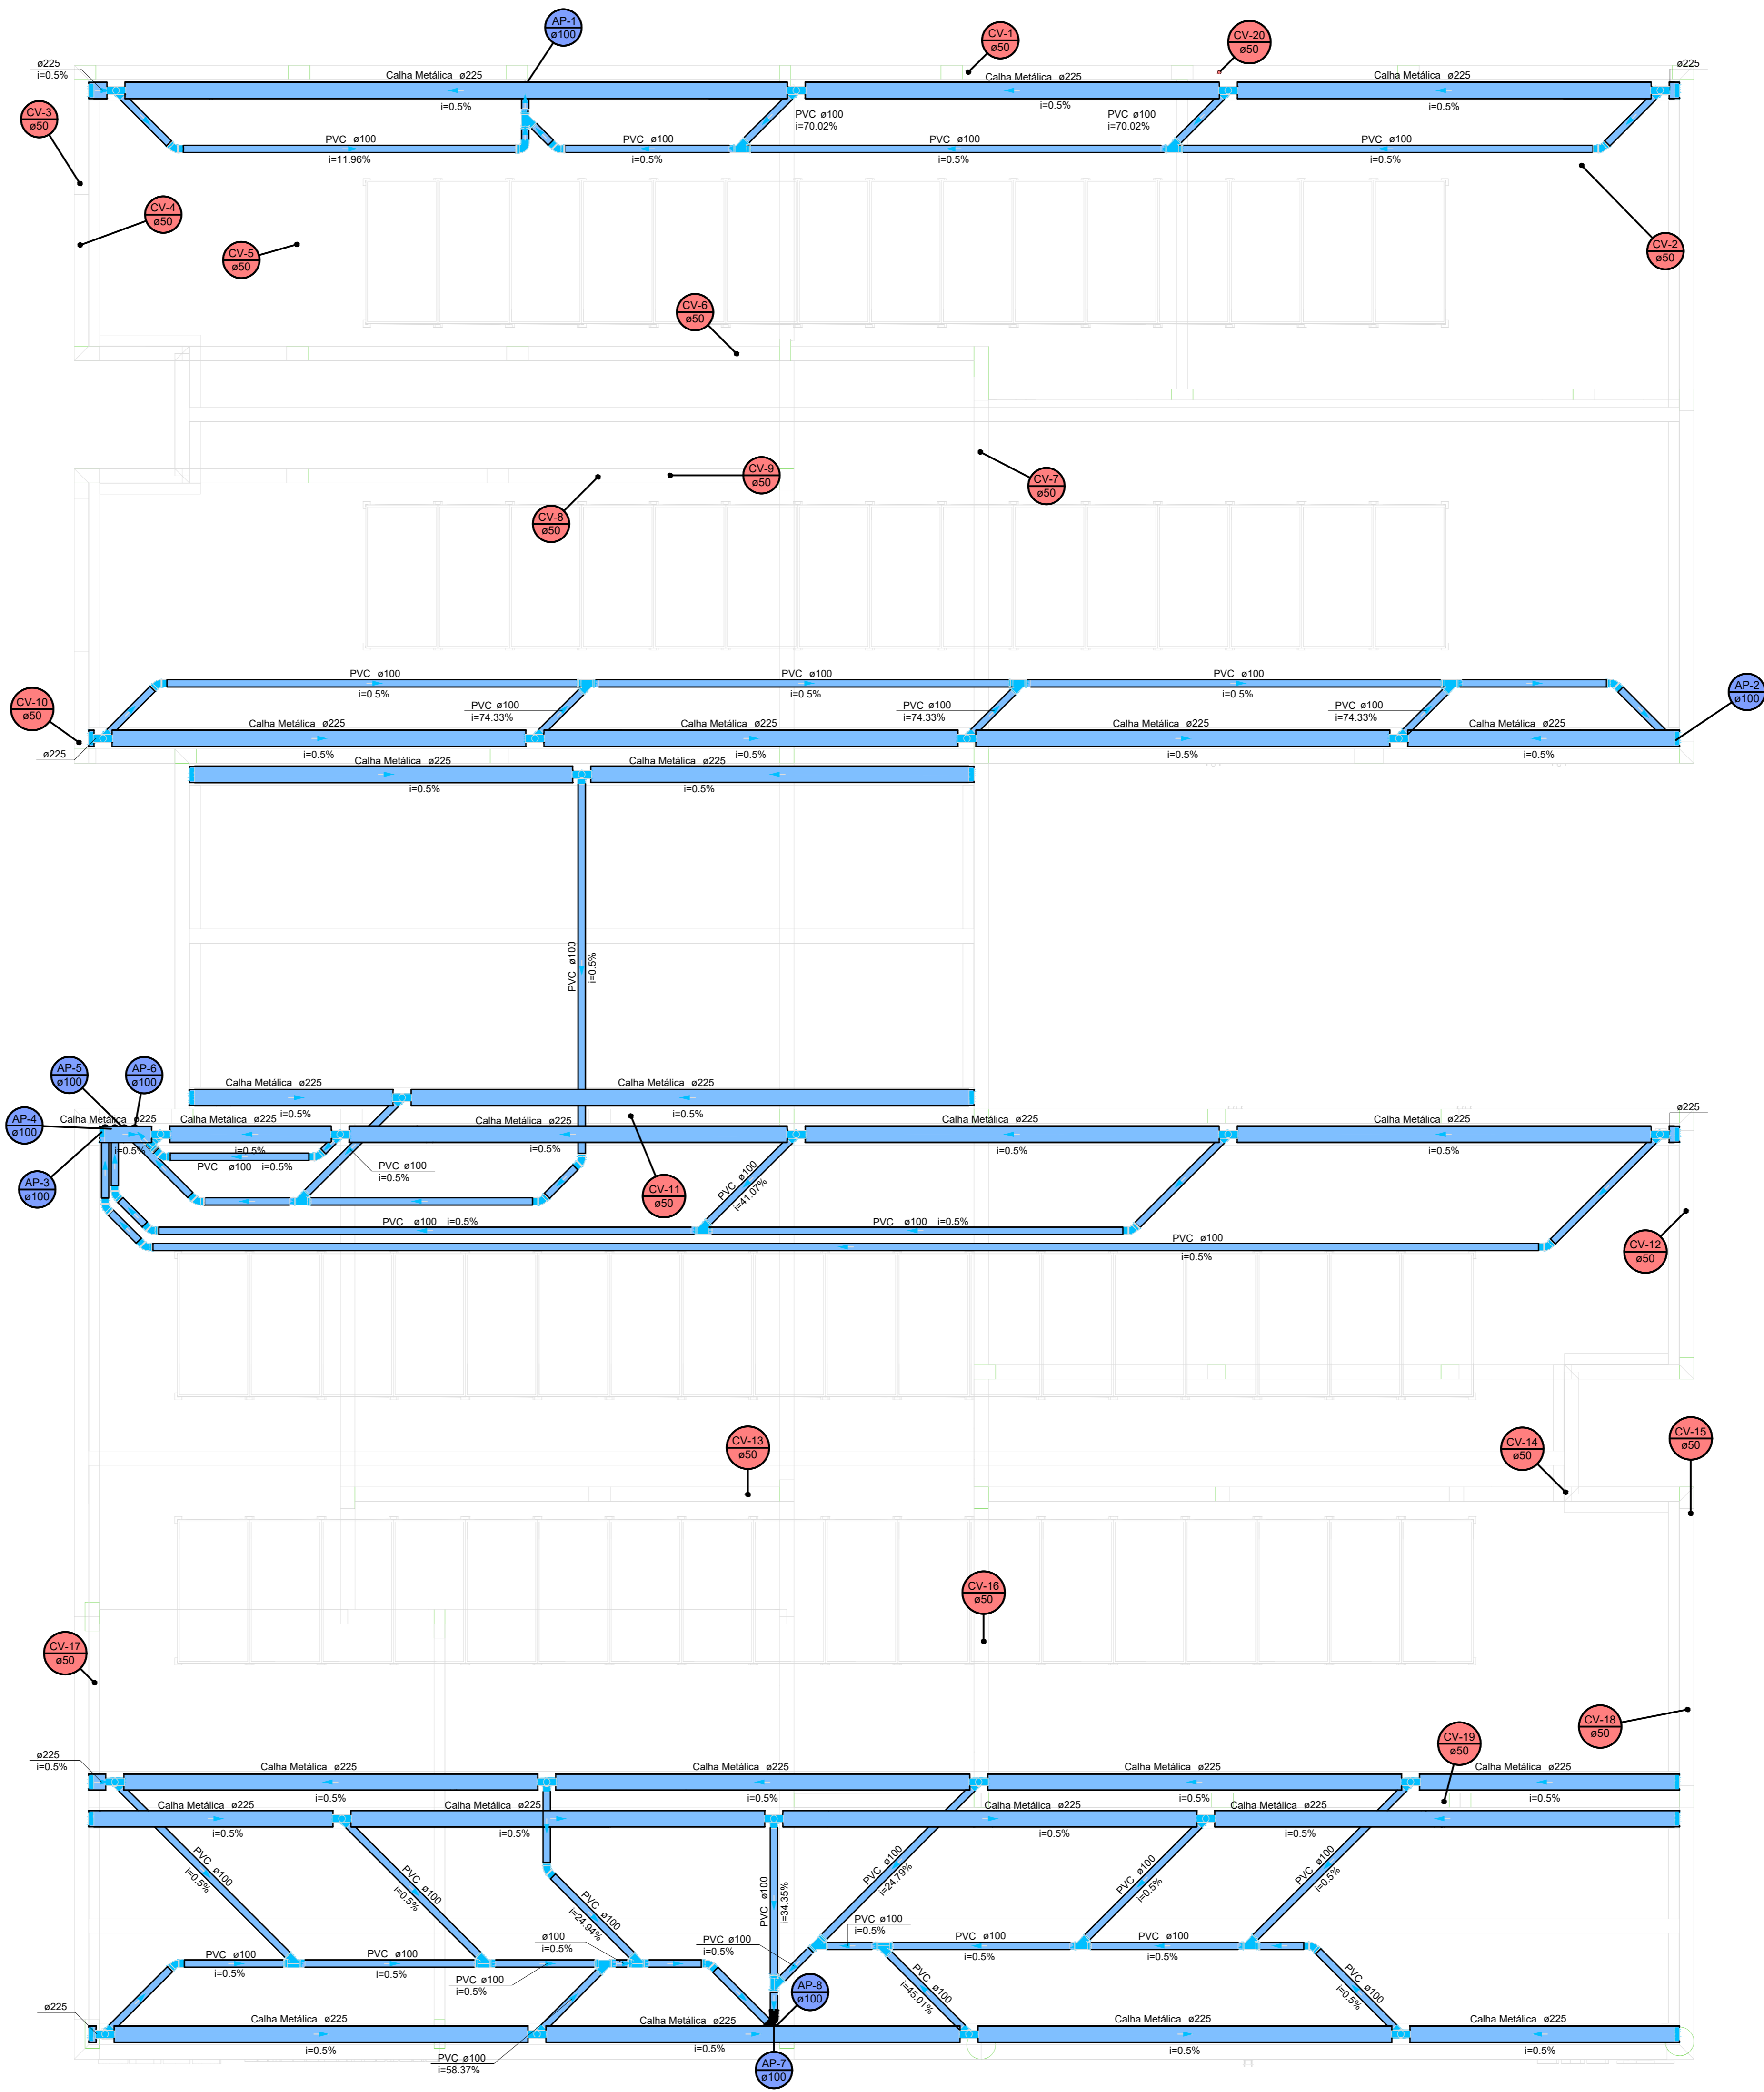 AP-1
ø100
CV-1
ø50
CV-20
ø50
ø225
i=0.5%
Calha Metálica ø225
Calha Metálica ø225
Calha Metálica ø225
ø225
i=0.5%
i=0.5%
i=0.5%
CV-3
ø50
PVC ø100
i=70.02%
PVC ø100
i=70.02%
PVC ø100
i=11.96%
PVC ø100
i=0.5%
PVC ø100
i=0.5%
PVC ø100
i=0.5%
CV-4
ø50
CV-5
ø50
CV-2
ø50
CV-6
ø50
CV-9
ø50
CV-7
ø50
CV-8
ø50
PVC ø100
i=0.5%
PVC ø100
i=0.5%
PVC ø100
i=0.5%
AP-2
ø100
CV-10
ø50
PVC ø100
i=74.33%
PVC ø100
i=74.33%
PVC ø100
i=74.33%
Calha Metálica ø225
Calha Metálica ø225
Calha Metálica ø225
Calha Metálica ø225
ø225
i=0.5%
i=0.5%
i=0.5%
i=0.5%
Calha Metálica ø225
Calha Metálica ø225
i=0.5%
i=0.5%
PVC ø100
i=0.5%
AP-5
ø100
AP-6
ø100
Calha Metálica ø225
Calha Metálica ø225
i=0.5%
i=0.5%
AP-4
ø100
Calha Metálica ø225
Calha Metálica ø225
Calha Metálica ø225
Calha Metálica ø225
Calha Metálica ø225
ø225
i=0.5%
i=0.5%
i=0.5%
i=0.5%
i=0.5%
PVC ø100 i=0.5%
PVC ø100
i=0.5%
AP-3
ø100
CV-11
ø50
PVC ø100
i=41.07%
PVC ø100 i=0.5%
PVC ø100 i=0.5%
PVC ø100
i=0.5%
CV-12
ø50
CV-13
ø50
CV-14
ø50
CV-15
ø50
CV-16
ø50
CV-17
ø50
CV-18
ø50
CV-19
ø50
ø225
i=0.5%
Calha Metálica ø225
Calha Metálica ø225
Calha Metálica ø225
Calha Metálica ø225
i=0.5%
i=0.5%
i=0.5%
i=0.5%
Calha Metálica ø225
Calha Metálica ø225
Calha Metálica ø225
Calha Metálica ø225
i=0.5%
i=0.5%
i=0.5%
i=0.5%
PVC ø100
i=0.5%
PVC ø100
i=0.5%
PVC ø100
i=24.94%
PVC ø100
i=34.35%
PVC ø100
i=24.79%
PVC ø100
i=0.5%
PVC ø100
i=0.5%
PVC ø100
i=0.5%
PVC ø100
i=0.5%
ø100
i=0.5%
PVC ø100
i=0.5%
PVC ø100
i=0.5%
PVC ø100
i=0.5%
PVC ø100
i=0.5%
PVC ø100
i=0.5%
PVC ø100
i=45.01%
PVC ø100
i=0.5%
AP-8
ø100
ø225
Calha Metálica ø225
Calha Metálica ø225
Calha Metálica ø225
Calha Metálica ø225
i=0.5%
i=0.5%
i=0.5%
i=0.5%
PVC ø100
i=58.37%
AP-7
ø100